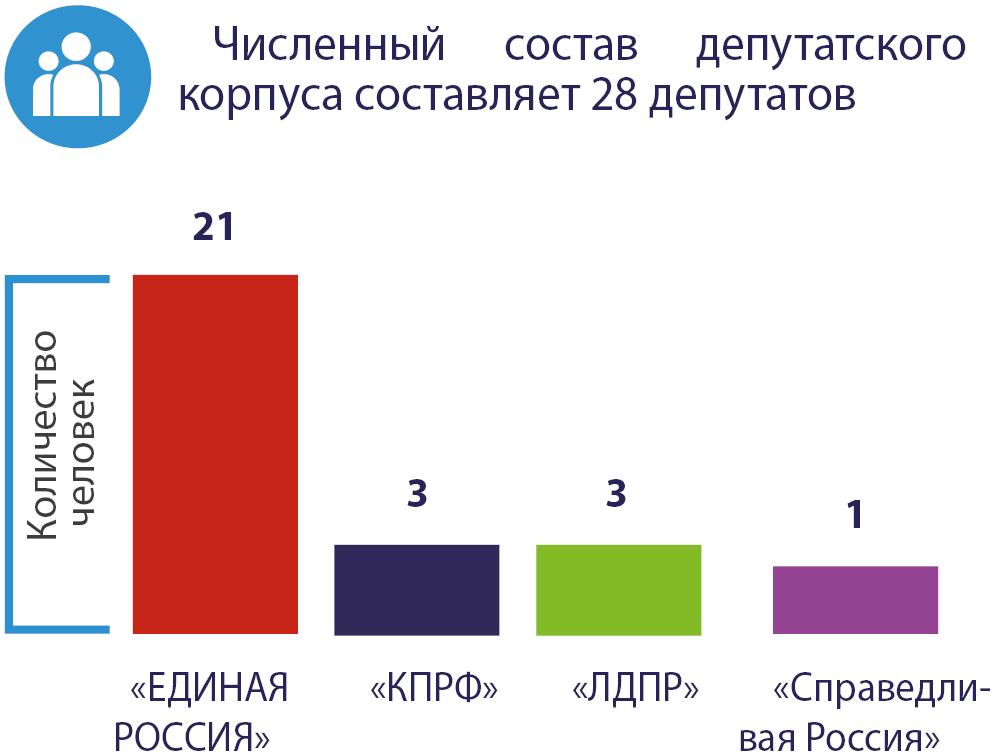 Численный состав депутатского
корпуса составляет 28 депутатов
21
3
3
1
Количество
человек
«ЕДИНАЯ
РОССИЯ»
«КПРФ»
«ЛДПР»
«Справедли-
вая Россия»